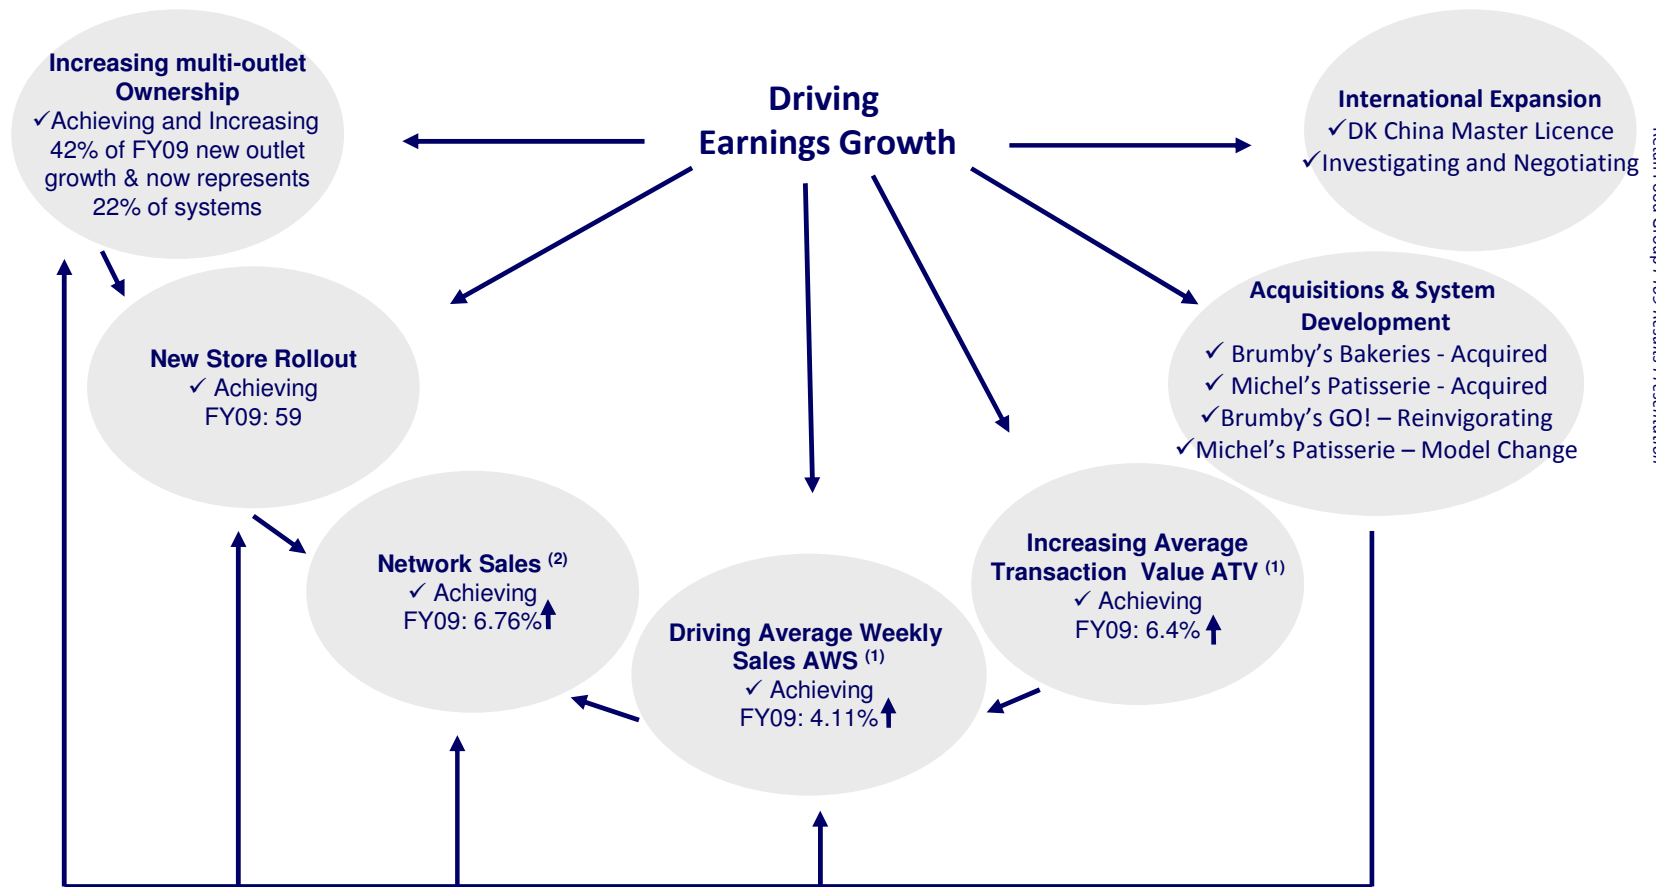 Driving
Earnings Growth
Increasing multi-outlet
Ownership
✓Achieving and Increasing
42% of FY09 new outlet
growth & now represents
22% of systems
New Store Rollout
✓ Achieving
FY09: 59
Network Sales (2)
✓ Achieving
FY09: 6.76%
Driving Average Weekly
Sales AWS (1)
✓ Achieving
FY09: 4.11%
Increasing Average
Transaction Value ATV (1)
✓ Achieving
FY09: 6.4%
Acquisitions & System
Development
✓ Brumby’s Bakeries - Acquired
✓ Michel’s Patisserie - Acquired
✓Brumby’s GO! – Reinvigorating
✓Michel’s Patisserie – Model Change
International Expansion
✓DK China Master Licence
✓Investigating and Negotiating